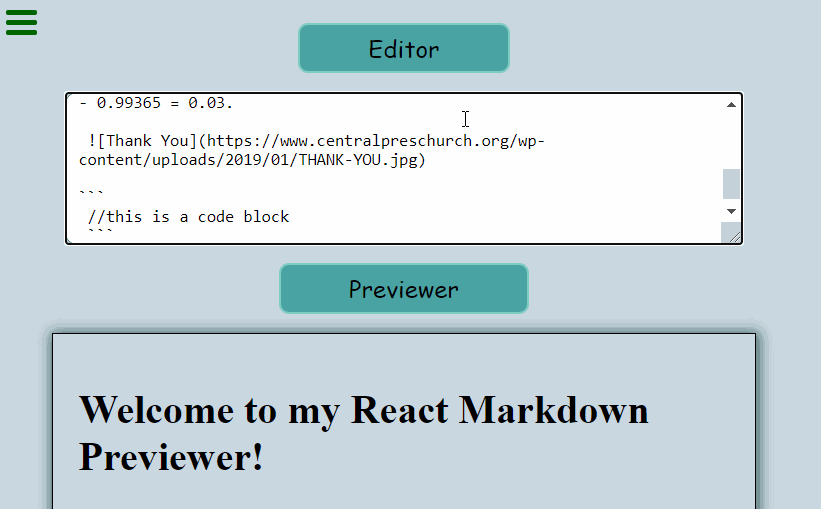 Editor
- 0.99365 = 0.03.
![Thank You](https://www.centralpreschurch.org/wp-
content/uploads/2019/01/THANK-YOU.jpg)
```
//this is a code block
```
Previewer
Welcome to my React Markdown
Previewer!